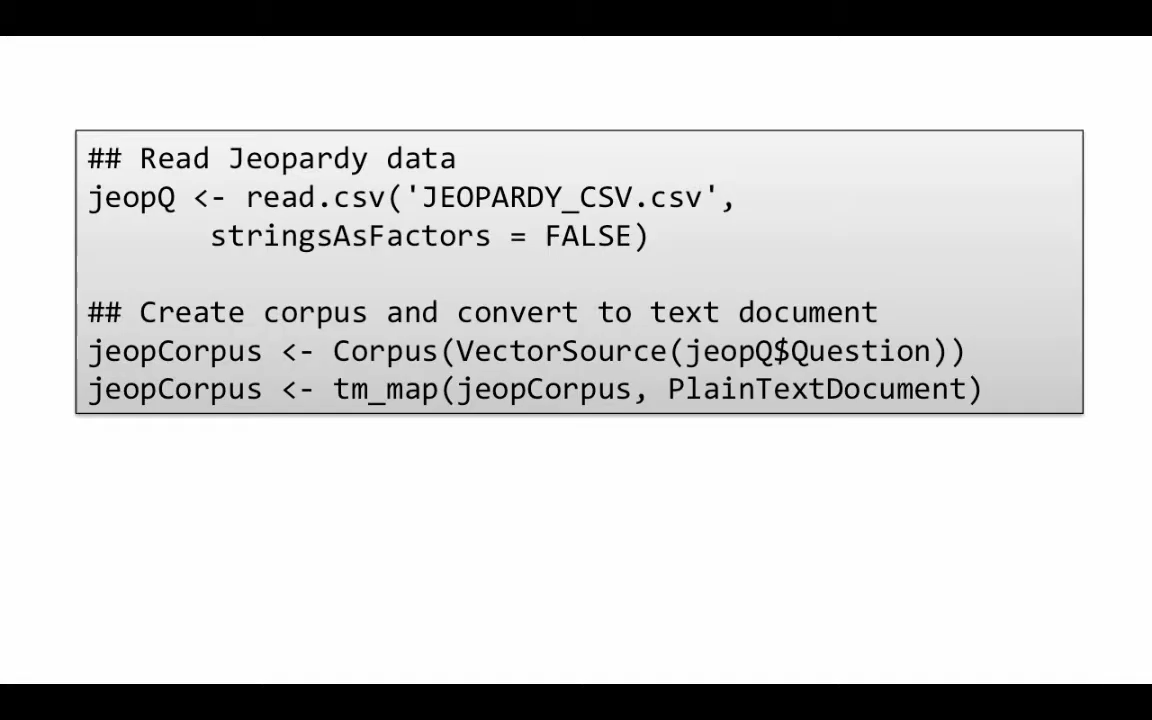 ## Read Jeopardy data
jeopQ <- read.csv('JEOPARDY_CSV.csv',
stringsAsFactors = FALSE)
## Create corpus and convert to text document
jeopCorpus <- Corpus(VectorSource(jeopQ$Question))
jeopCorpus <- tm_map(jeopCorpus, PlainTextDocument)